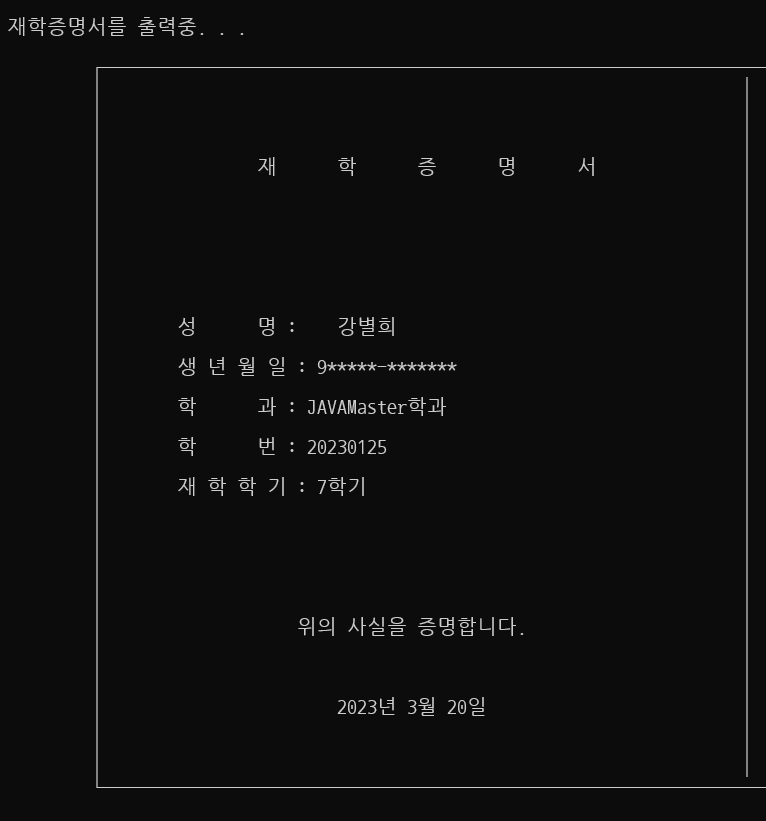 재학증명서를 출력중. . .
재 학 증 명 서
성 명 : 강별희
생 년 월 일 : 9*****-*******
학 과 : JAVAMaster학과
학 번 : 20230125
재 학 학 기 : 7학기
위의 사실을 증명합니다.
2023년 3월 20일